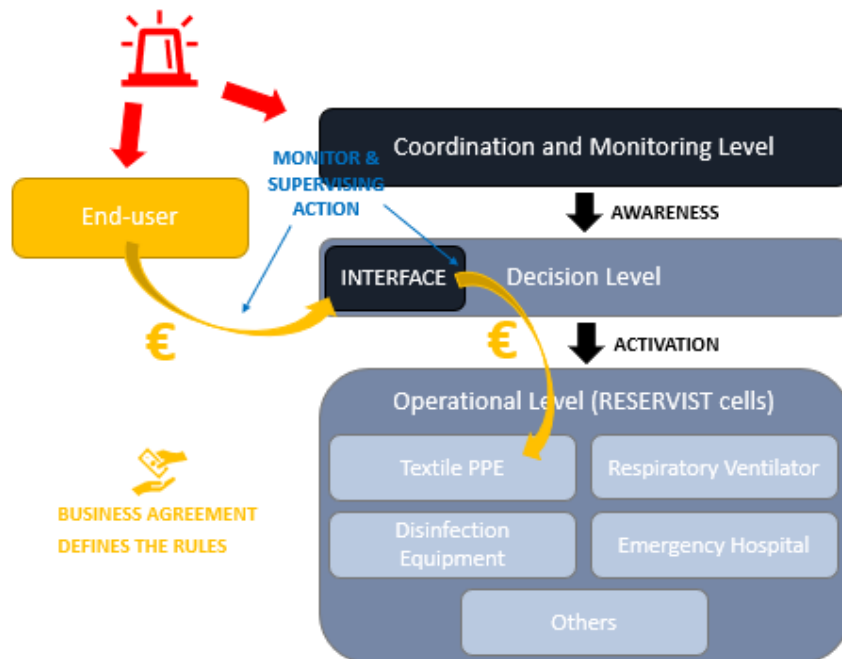 Coordination and Monitoring Level
MONITOR &
SUPERVISING
ACTION
End-user
AWARENESS
INTERFACE
Decision Level
€
€
ACTIVATION
Operational Level (RESERVIST cells)
Textile PPE
Respiratory Ventilator
Disinfection
Equipment
Emergency Hospital
Others
BUSINESS AGREEMENT
DEFINES THE RULES